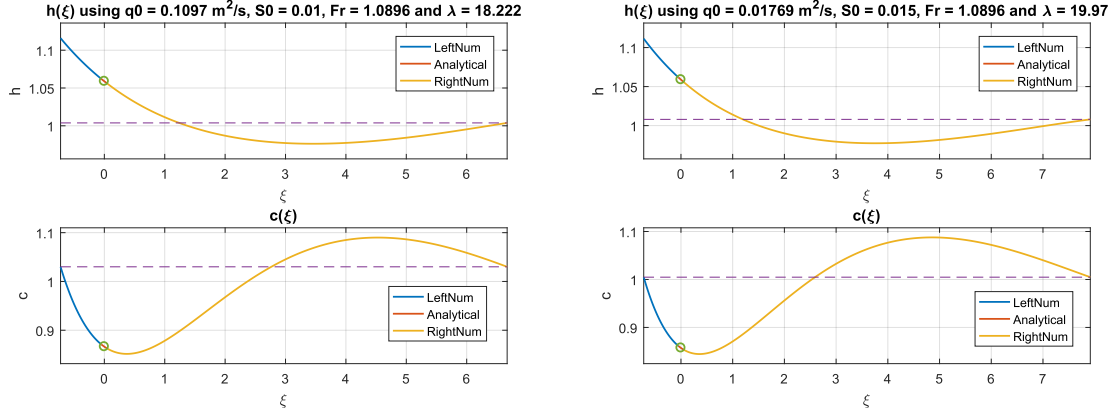 h(ξ) using q0 = 0.1097 m²/s, S0 = 0.01, Fr = 1.0896 and λ = 18.222
1.1
1.05
1
h
0 1 2 3 4 5 6
ξ
LeftNum
Analytical
RightNum
h(ξ) using q0 = 0.01769 m²/s, S0 = 0.015, Fr = 1.0896 and λ = 19.97
1.1
1.05
1
h
0 1 2 3 4 5 6 7
ξ
LeftNum
Analytical
RightNum
c(ξ)
1.1
1
0.9
c
0 1 2 3 4 5 6
ξ
LeftNum
Analytical
RightNum
c(ξ)
1.1
1
0.9
c
0 1 2 3 4 5 6 7
ξ
LeftNum
Analytical
RightNum